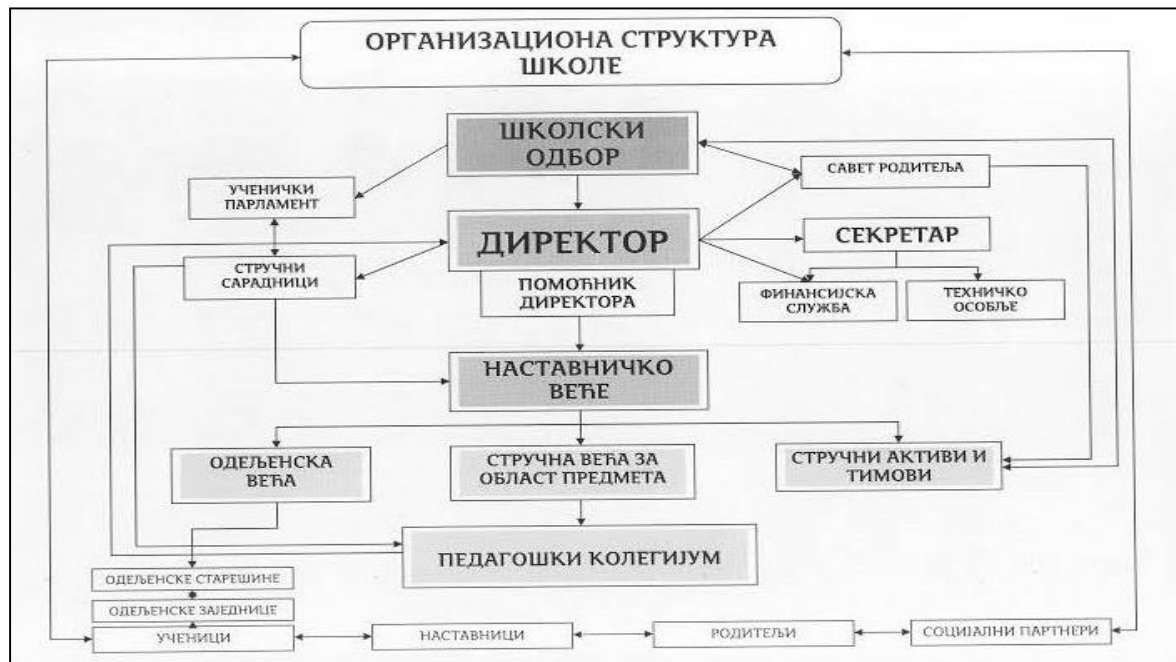 ОРГАНИЗАЦИОНА СТРУКТУРА
ШКОЛЕ
ШКОЛСКИ
ОДБОР
САВЕТ РОДИТЕЉА
УЧЕНИЧКИ
ПАРЛАМЕНТ
ДИРЕКТОР
СЕКРЕТАР
СТРУЧНИ
САРАДНИЦИ
ПОМОЋНИК
ДИРЕКТОРА
ФИНАНСИЈСКА
СЛУЖБА
ТЕХНИЧКО
ОСОБЉЕ
НАСТАВНИЧКО
ВЕЋЕ
ОДЕЉЕНСКА
ВЕЋА
СТРУЧНА ВЕЋА ЗА
ОБЛАСТ ПРЕДМЕТА
СТРУЧНИ АКТИВИ И
ТИМОВИ
ПЕДАГОШКИ КОЛЕГИЈУМ
ОДЕЉЕНСКЕ СТАРЕШИНЕ
ОДЕЉЕНСКЕ ЗАЈЕДНИЦЕ
УЧЕНИЦИ
НАСТАВНИЦИ
РОДИТЕЉИ
СОЦИЈАЛНИ ПАРТНЕРИ